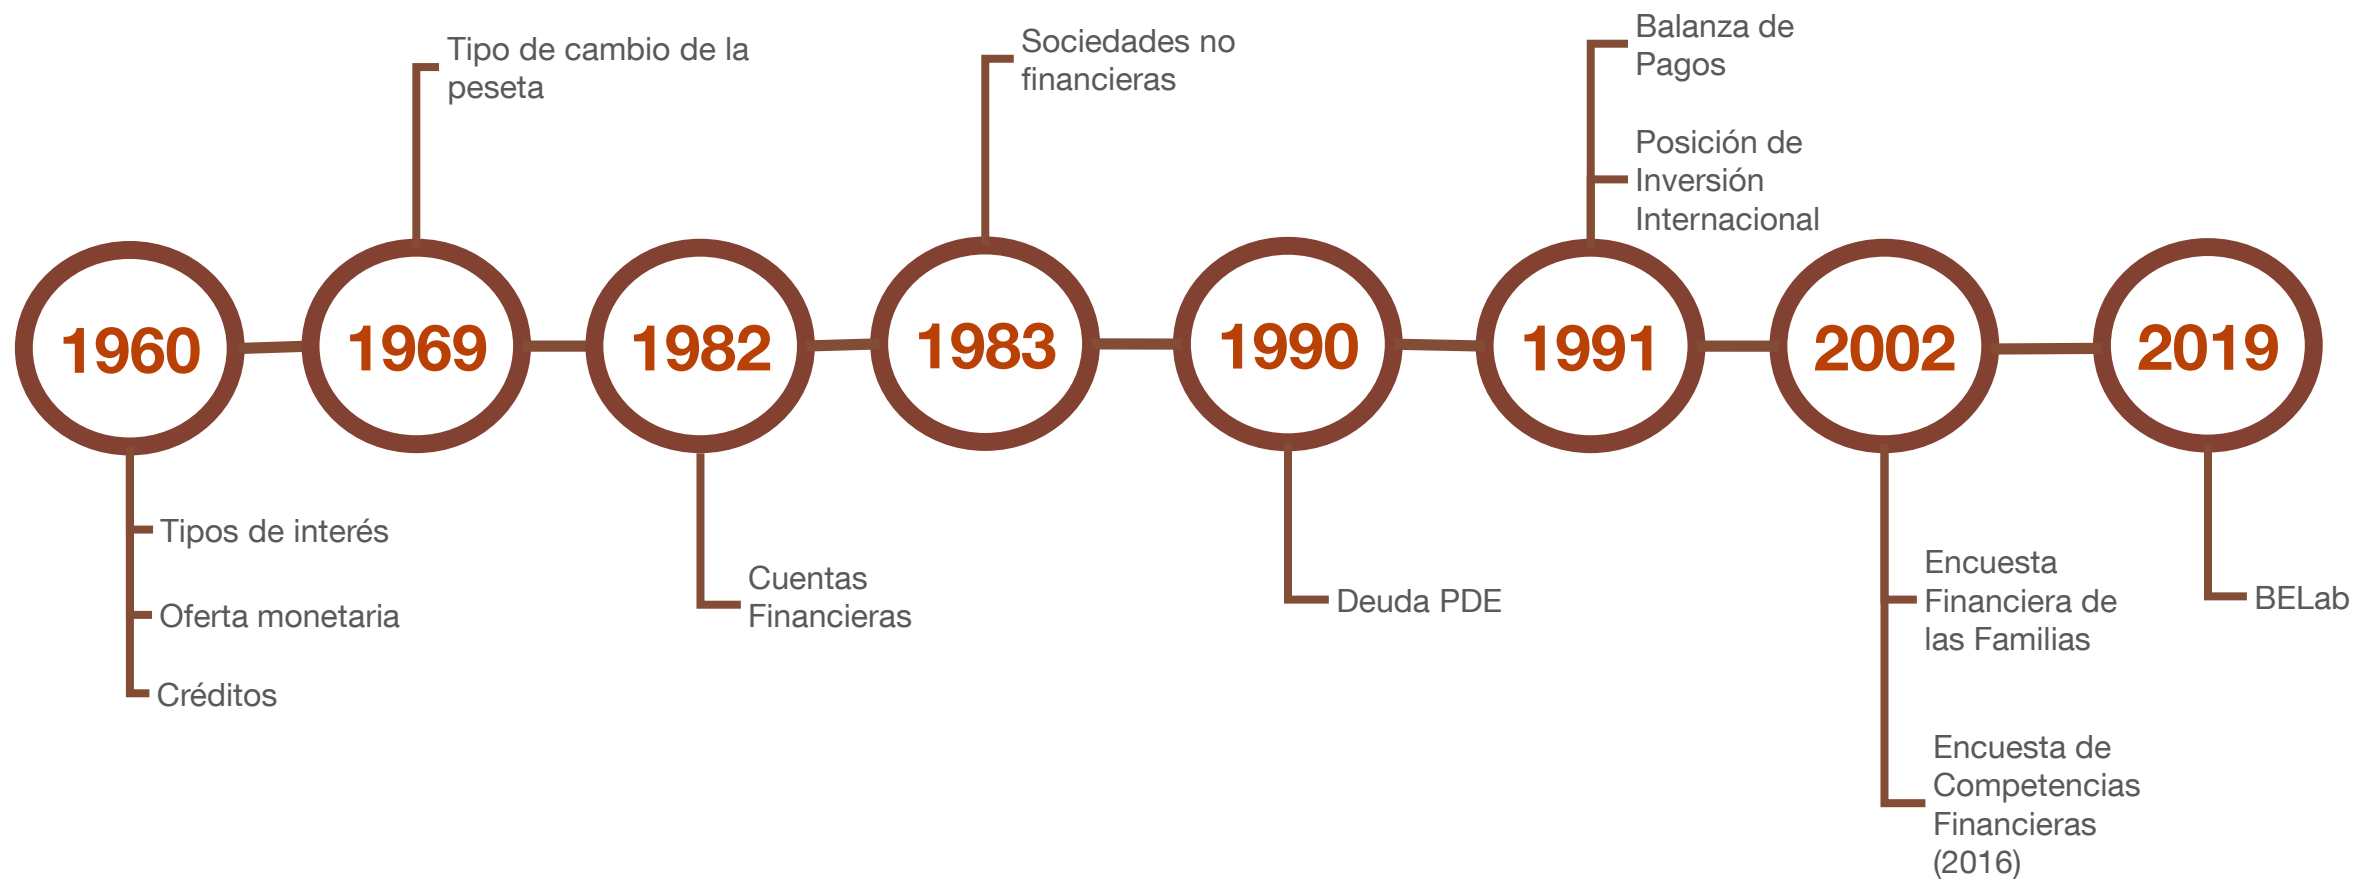 Tipo de cambio de la
peseta
Sociedades no
financieras
Balanza de
Pagos
Posición de
Inversión
Internacional
1960
1969
1982
1983
1990
1991
2002
2019
Tipos de interés
Oferta monetaria
Créditos
Cuentas
Financieras
Deuda PDE
Encuesta
Financiera de
las Familias
Encuesta de
Competencias
Financieras
(2016)
BELab